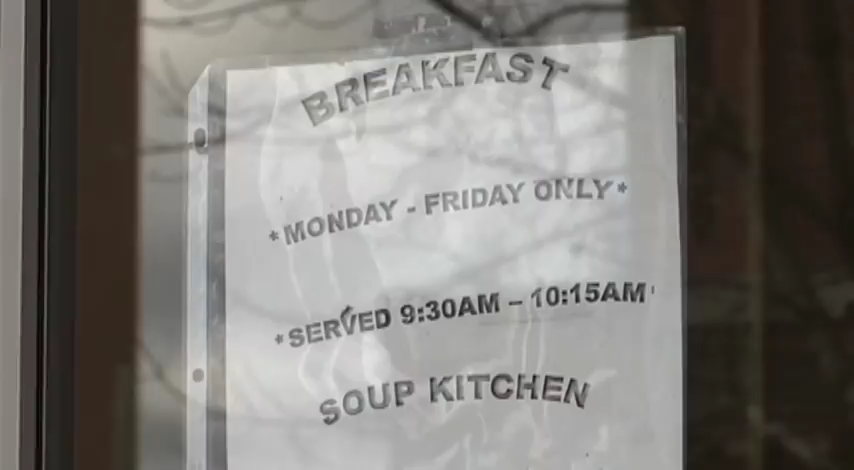 BREAKFAST
*MONDAY - FRIDAY ONLY*
*SERVED 9:30AM – 10:15AM*
SOUP KITCHEN